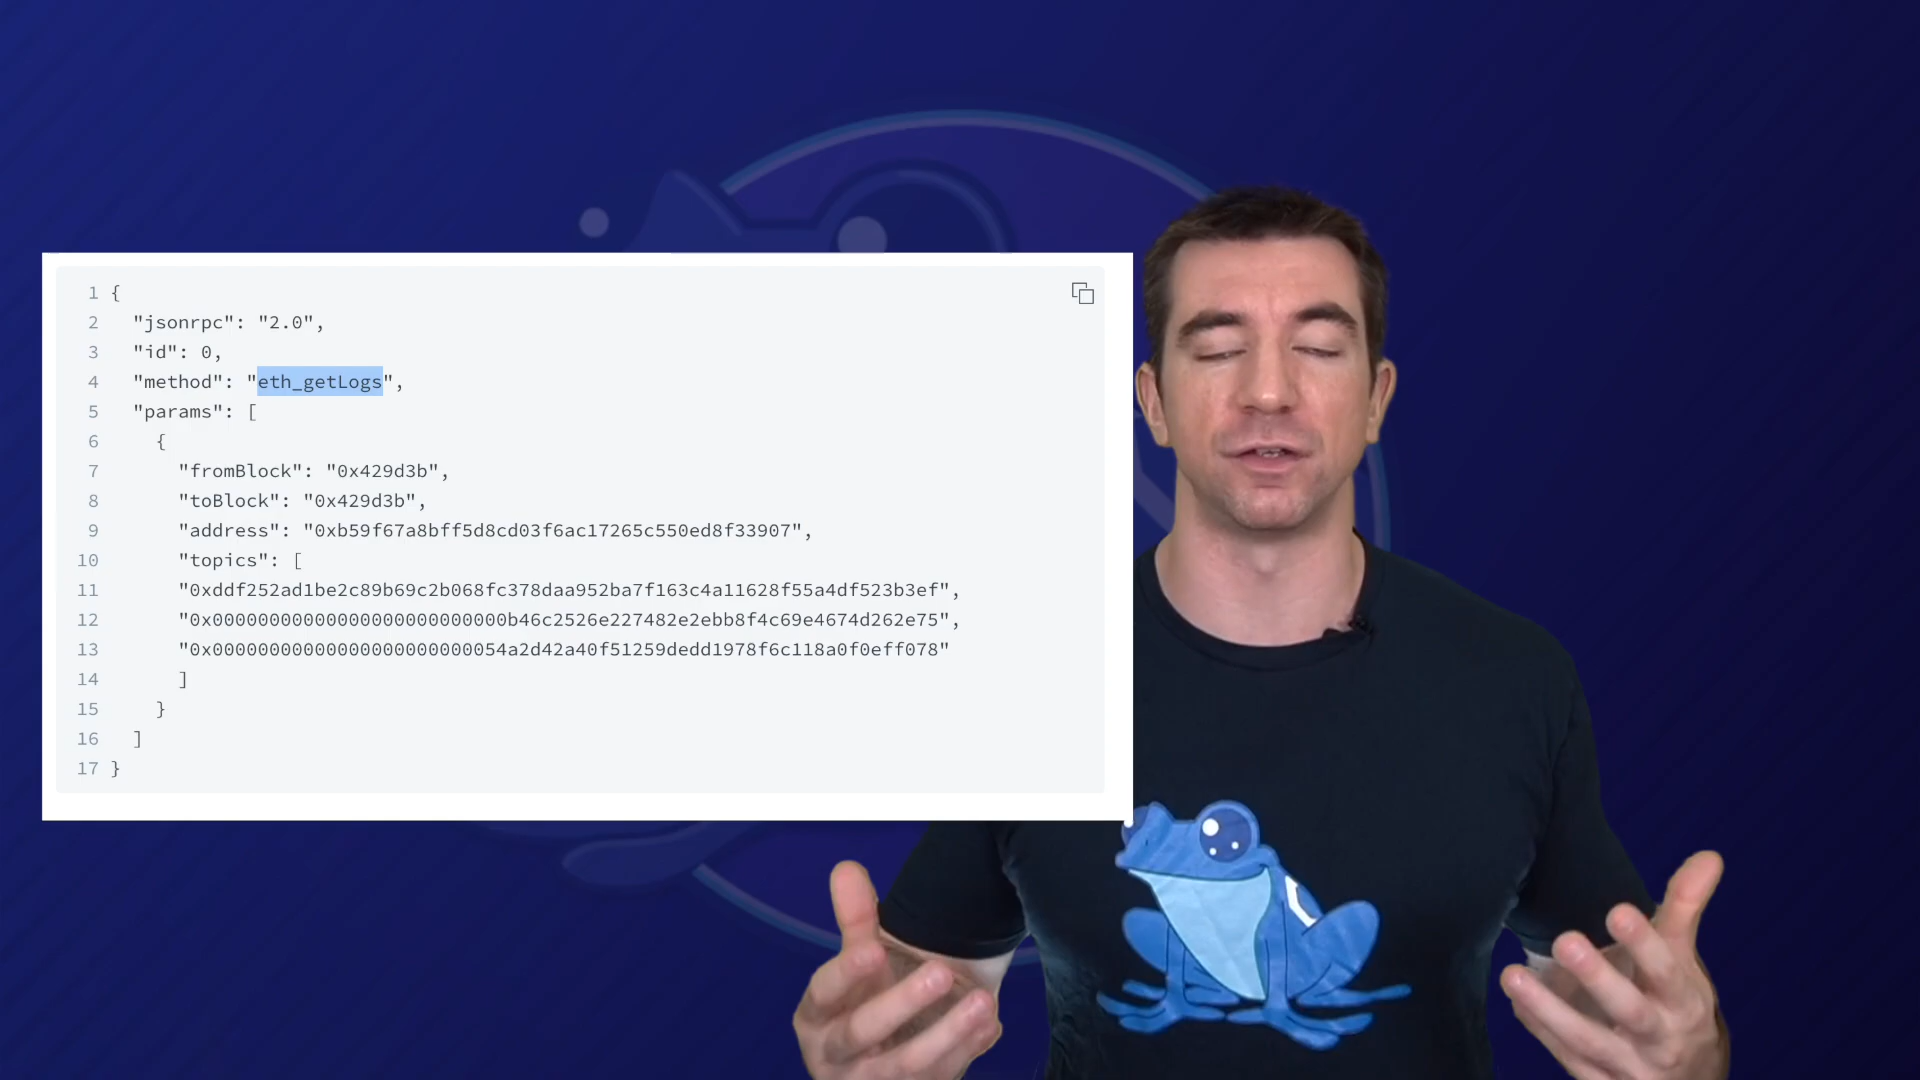 1 {
2 "jsonrpc": "2.0",
3 "id": 0,
4 "method": "eth_getLogs",
5 "params": [
6 {
7 "fromBlock": "0x429d3b",
8 "toBlock": "0x429d3b",
9 "address": "0xb59f67a8bff5d8cd03f6ac17265c550ed8f33907",
10 "topics": [
11 "0xddf252ad1be2c89b69c2b068fc378daa952ba7f163c4a11628f55a4df523b3ef",
12 "0x000000000000000000000000b46c2526e227482e2ebb8f4c69e4674d262e75",
13 "0x00000000000000000000000054a2d42a40f51259dedd1978f6c118a0f0eff078"
14 ]
15 }
16 ]
17 }